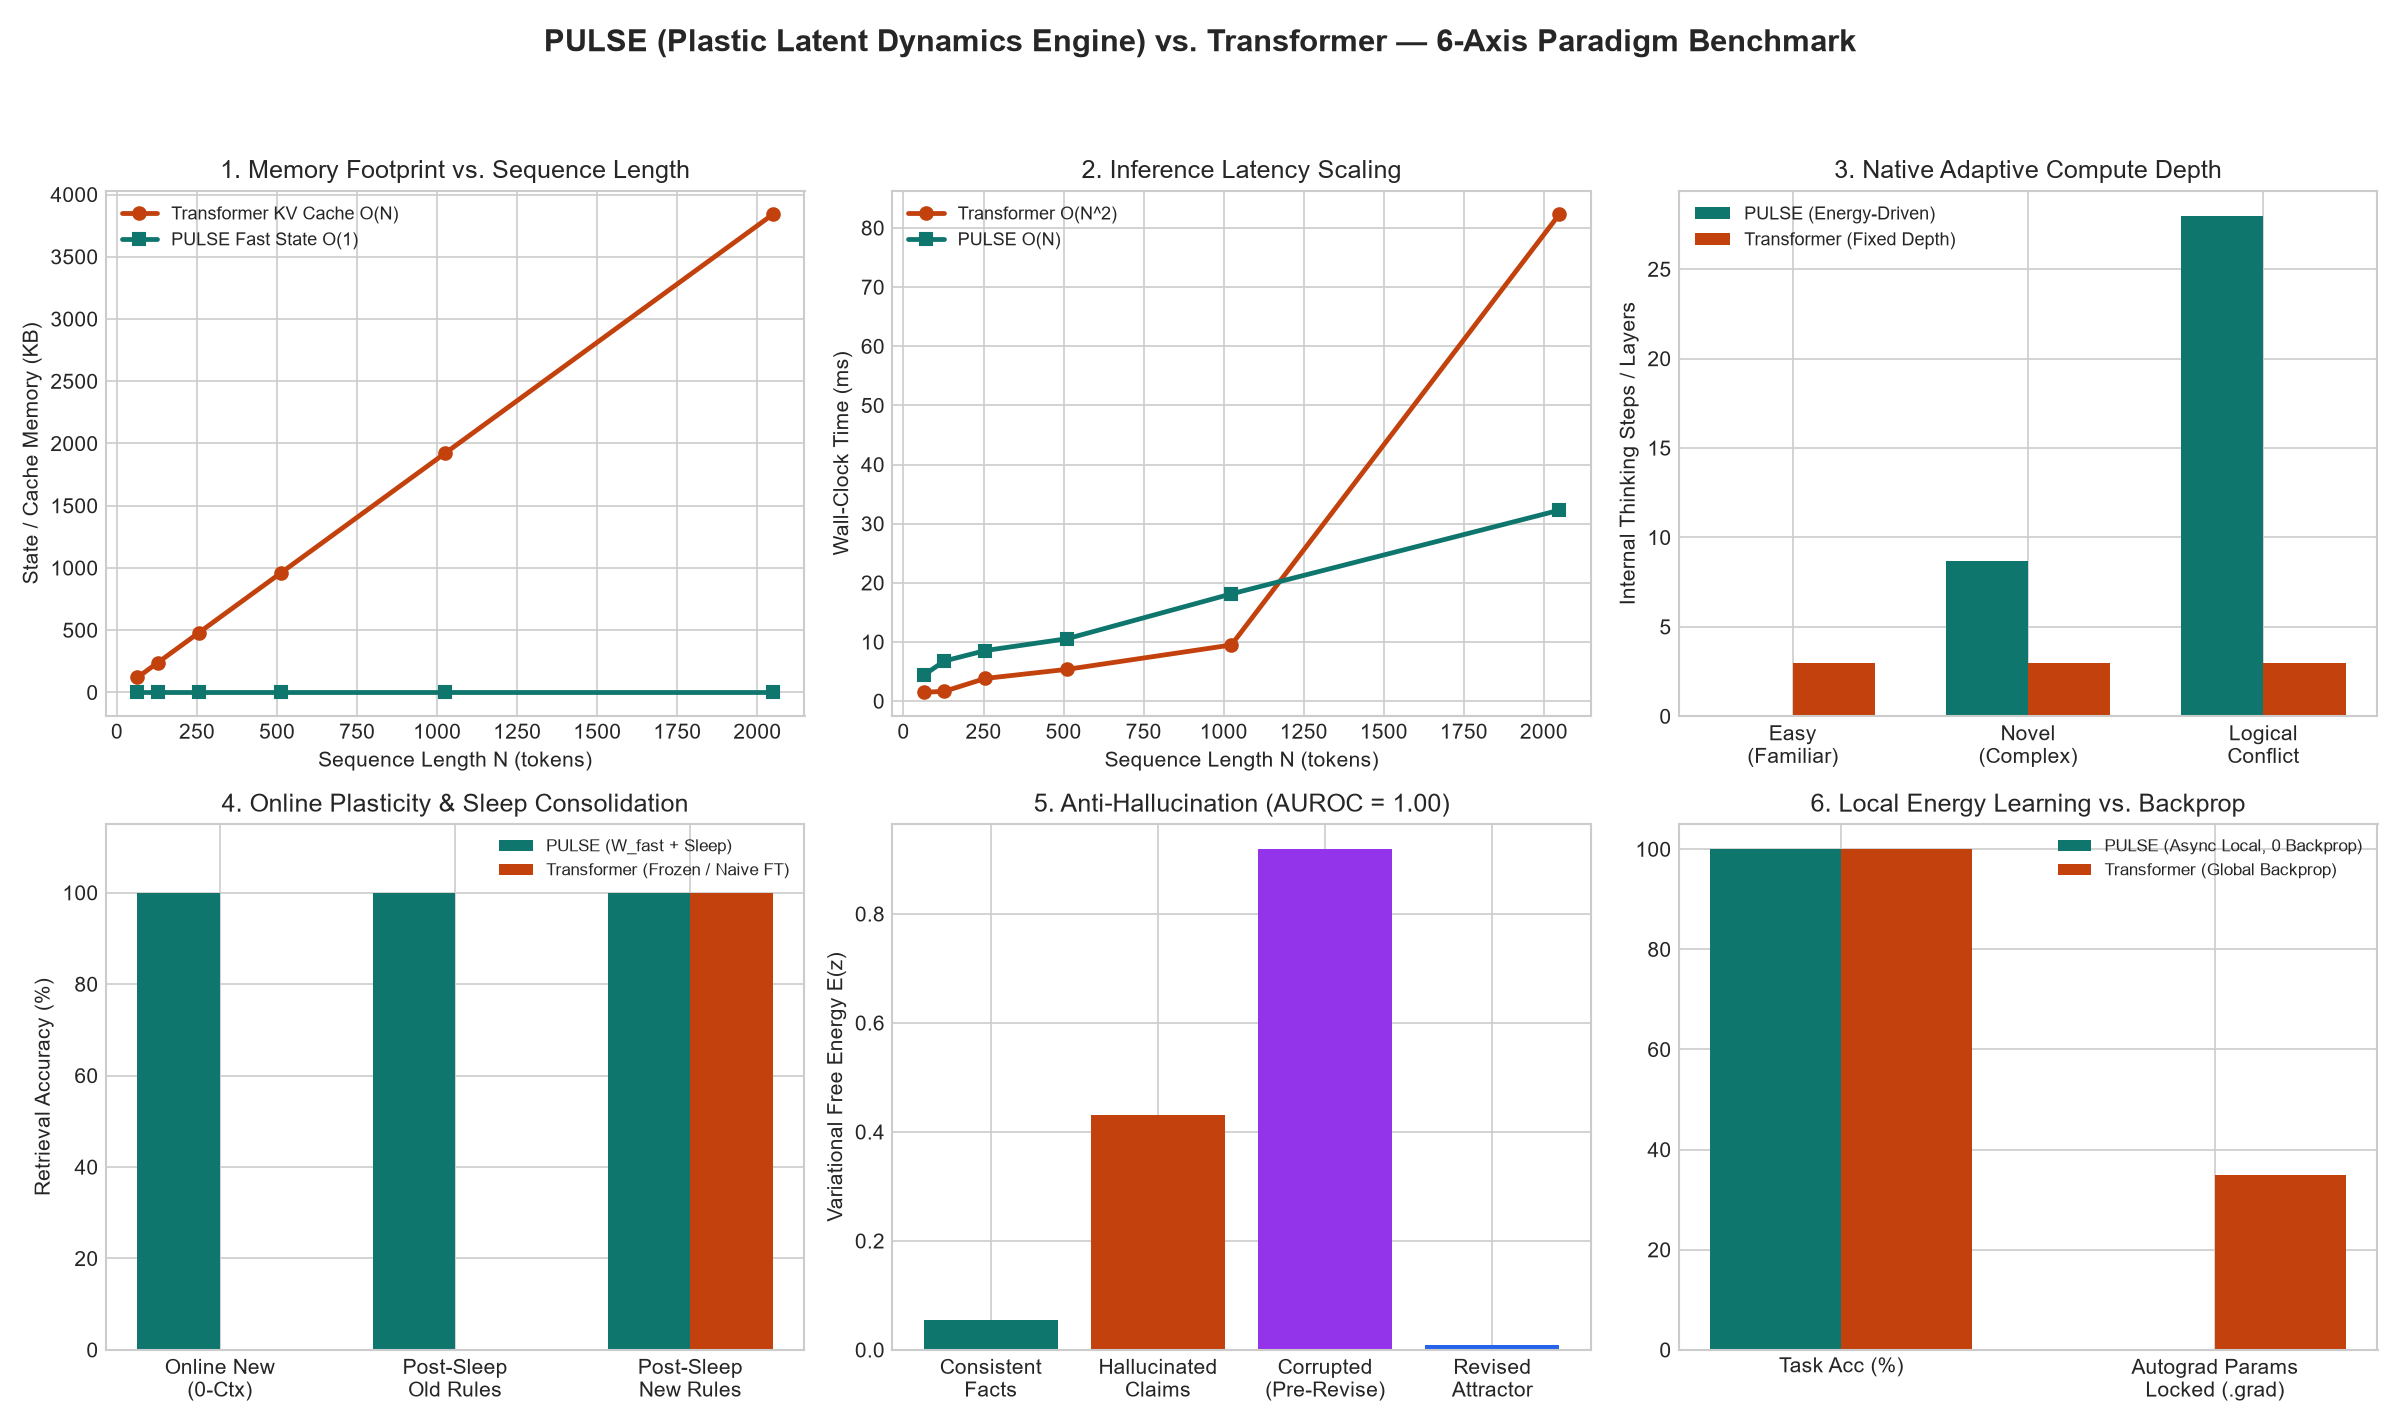 PULSE (Plastic Latent Dynamics Engine) vs. Transformer — 6-Axis Paradigm Benchmark
1. Memory Footprint vs. Sequence Length
Transformer KV Cache O(N)
PULSE Fast State O(1)
State / Cache Memory (KB)
4000
3500
3000
2500
2000
1500
1000
500
0
0 250 500 750 1000 1250 1500 1750 2000
Sequence Length N (tokens)
2. Inference Latency Scaling
Transformer O(N^2)
PULSE O(N)
Wall-Clock Time (ms)
80
70
60
50
40
30
20
10
0
0 250 500 750 1000 1250 1500 1750 2000
Sequence Length N (tokens)
3. Native Adaptive Compute Depth
PULSE (Energy-Driven)
Transformer (Fixed Depth)
Internal Thinking Steps / Layers
25
20
15
10
5
0
Easy
(Familiar)
Novel
(Complex)
Logical
Conflict
4. Online Plasticity & Sleep Consolidation
PULSE (W_fast + Sleep)
Transformer (Frozen / Naive FT)
Retrieval Accuracy (%)
100
80
60
40
20
0
Online New
(0-Ctx)
Post-Sleep
Old Rules
Post-Sleep
New Rules
5. Anti-Hallucination (AUROC = 1.00)
Variational Free Energy E(z)
0.8
0.6
0.4
0.2
0.0
Consistent
Facts
Hallucinated
Claims
Corrupted
(Pre-Revise)
Revised
Attractor
6. Local Energy Learning vs. Backprop
PULSE (Async Local, 0 Backprop)
Transformer (Global Backprop)
100
80
60
40
20
0
Task Acc (%)
Autograd Params
Locked (.grad)